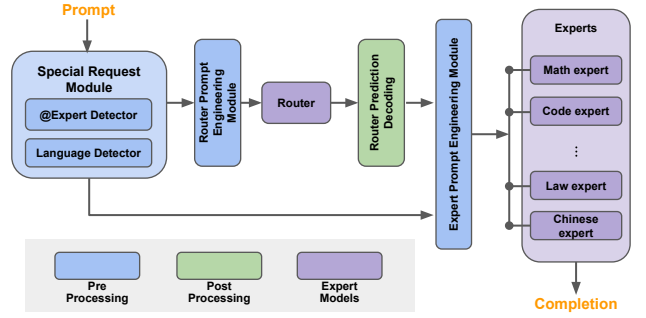 Prompt
Special Request
Module
@Expert Detector
Language Detector
Router Prompt
Engineering
Module
Router
Router Prediction
Decoding
Expert Prompt Engineering Module
Experts
Math expert
Code expert
...
Law expert
Chinese
expert
Completion
Pre
Processing
Post
Processing
Expert
Models